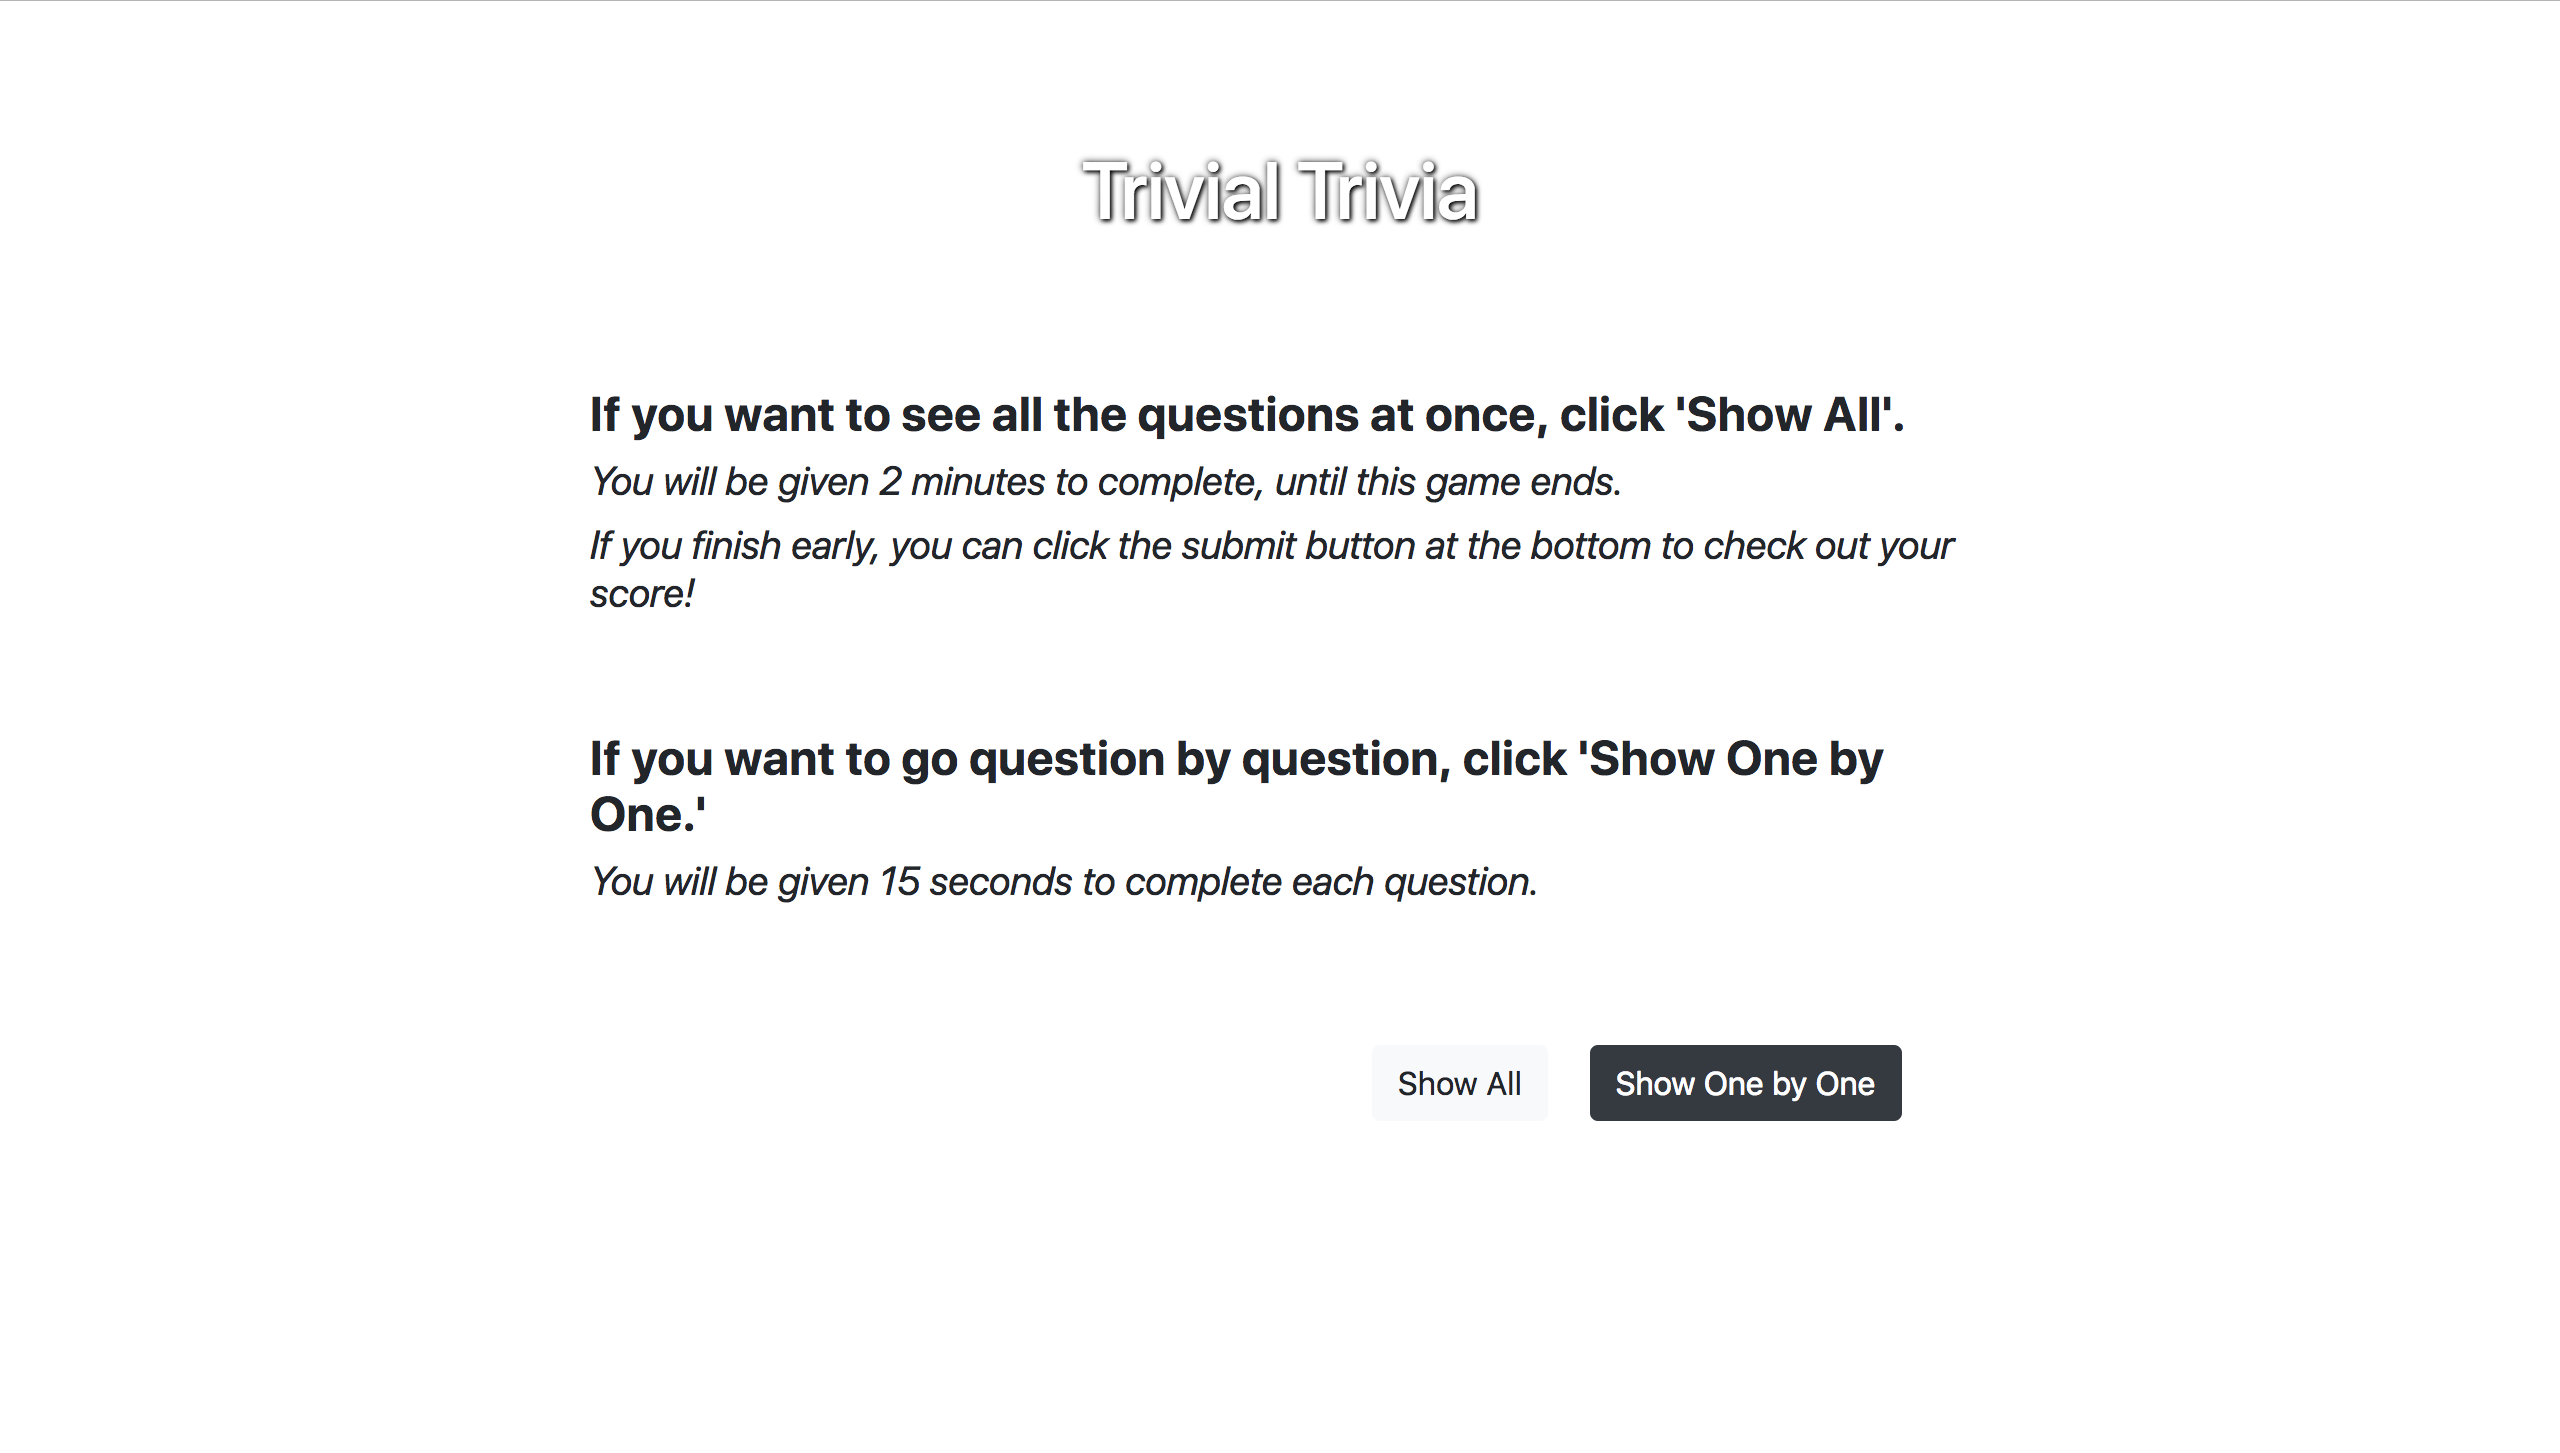 Trivial Trivia
If you want to see all the questions at once, click 'Show All'.
You will be given 2 minutes to complete, until this game ends.
If you finish early, you can click the submit button at the bottom to check out your
score!
If you want to go question by question, click 'Show One by
One.'
You will be given 15 seconds to complete each question.
Show All
Show One by One